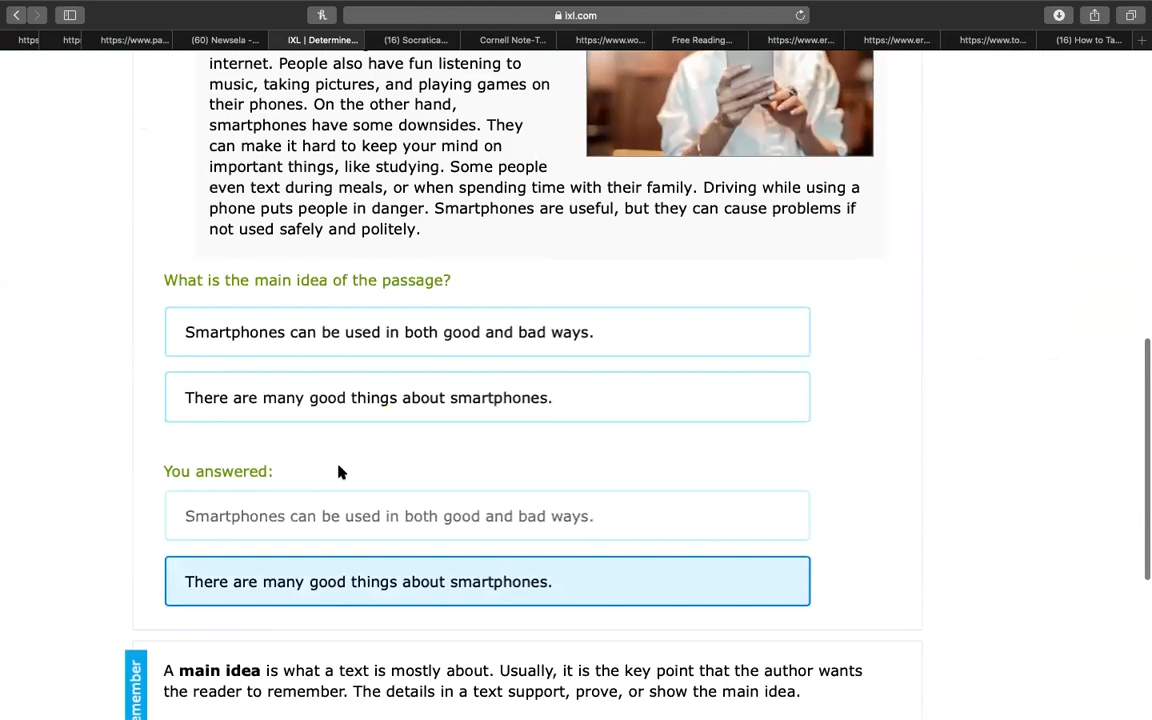 ixl.com
https
http
https://www.pa...
(60) Newsela -...
IXL | Determine...
(16) Socratica...
Cornell Note-T...
https://www.wo...
Free Reading...
https://www.er...
https://www.er...
https://www.to...
(16) How to Ta...
internet. People also have fun listening to
music, taking pictures, and playing games on
their phones. On the other hand,
smartphones have some downsides. They
can make it hard to keep your mind on
important things, like studying. Some people
even text during meals, or when spending time with their family. Driving while using a
phone puts people in danger. Smartphones are useful, but they can cause problems if
not used safely and politely.
What is the main idea of the passage?
Smartphones can be used in both good and bad ways.
There are many good things about smartphones.
You answered:
Smartphones can be used in both good and bad ways.
There are many good things about smartphones.
A main idea is what a text is mostly about. Usually, it is the key point that the author wants
the reader to remember. The details in a text support, prove, or show the main idea.
emember